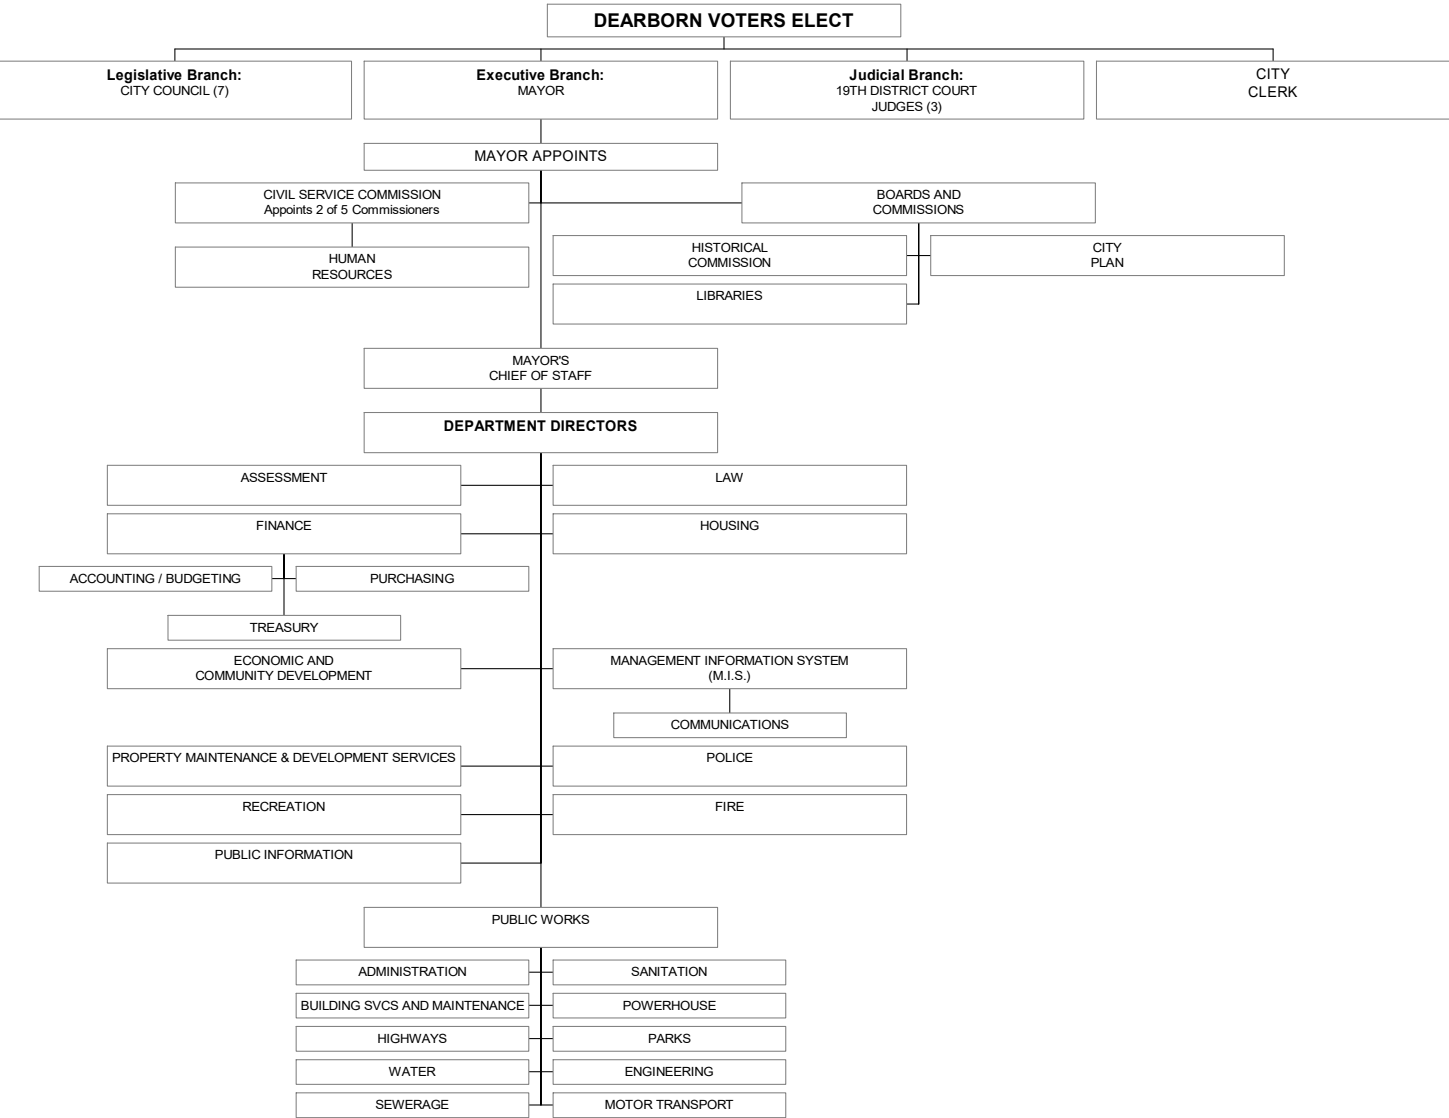 DEARBORN VOTERS ELECT
Legislative Branch:
CITY COUNCIL (7)
Executive Branch:
MAYOR
Judicial Branch:
19TH DISTRICT COURT
JUDGES (3)
CITY
CLERK
MAYOR APPOINTS
CIVIL SERVICE COMMISSION
Appoints 2 of 5 Commissioners
BOARDS AND
COMMISSIONS
HUMAN
RESOURCES
HISTORICAL
COMMISSION
CITY
PLAN
LIBRARIES
MAYOR'S
CHIEF OF STAFF
DEPARTMENT DIRECTORS
ASSESSMENT
LAW
FINANCE
HOUSING
ACCOUNTING / BUDGETING
PURCHASING
TREASURY
ECONOMIC AND
COMMUNITY DEVELOPMENT
MANAGEMENT INFORMATION SYSTEM
(M.I.S.)
COMMUNICATIONS
PROPERTY MAINTENANCE & DEVELOPMENT SERVICES
POLICE
RECREATION
FIRE
PUBLIC INFORMATION
PUBLIC WORKS
ADMINISTRATION
SANITATION
BUILDING SVCS AND MAINTENANCE
POWERHOUSE
HIGHWAYS
PARKS
WATER
ENGINEERING
SEWERAGE
MOTOR TRANSPORT